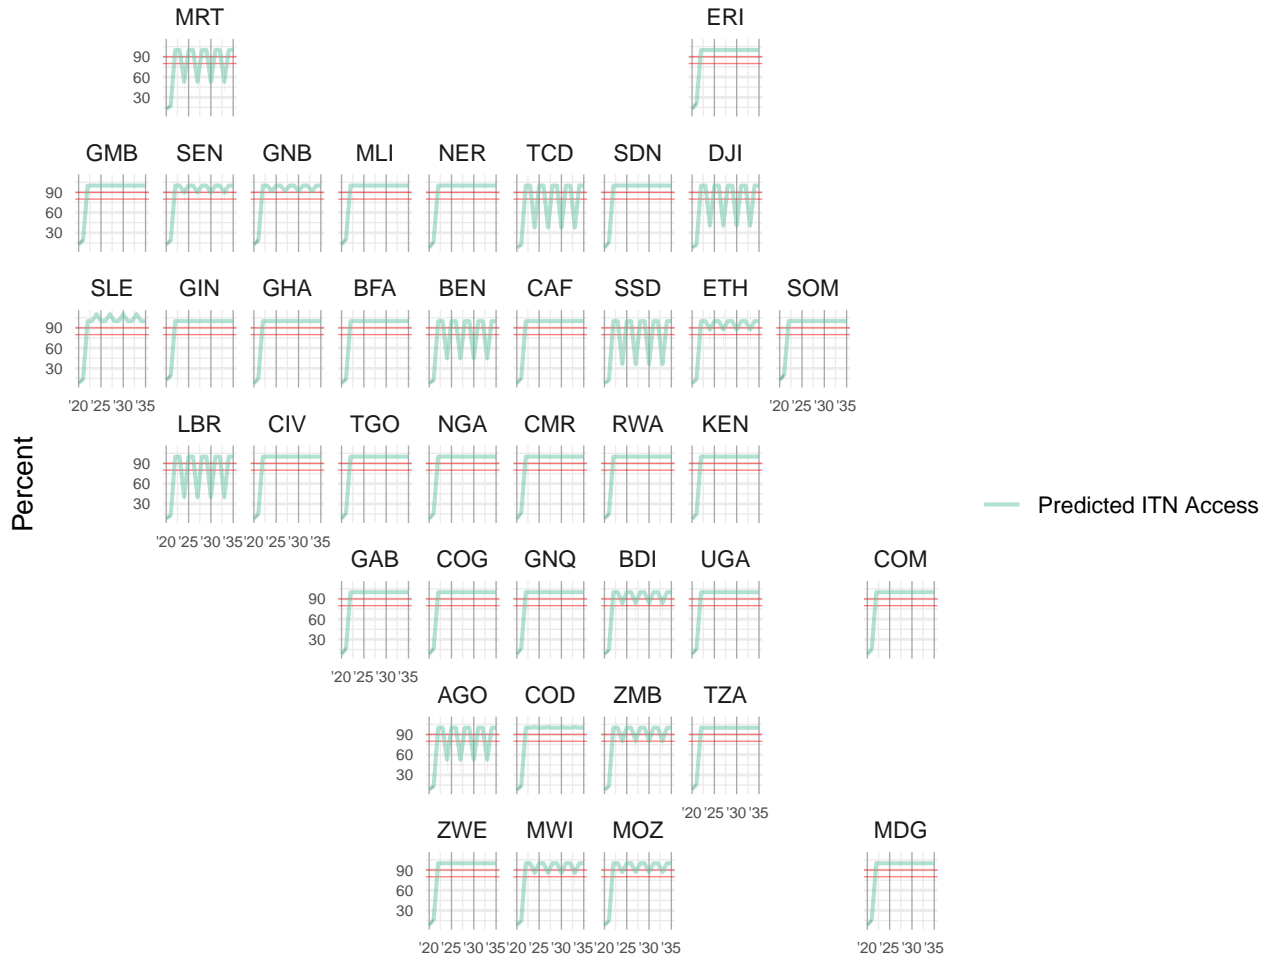 MRT ERI
90
60
30
GMB SEN GNB MLI NER TCD SDN DJI
90
60
30
SLE GIN GHA BFA BEN CAF SSD ETH SOM
90
60
30
'20 '25 '30 '35 '20 '25 '30 '35
LBR CIV TGO NGA CMR RWA KEN
90
60
30
'20 '25 '30 '35 '20 '25 '30 '35
Percent
Predicted ITN Access
GAB COG GNQ BDI UGA COM
90
60
30
'20 '25 '30 '35
AGO COD ZMB TZA
90
60
30
'20 '25 '30 '35
ZWE MWI MOZ MDG
90
60
30
'20 '25 '30 '35 '20 '25 '30 '35 '20 '25 '30 '35 '20 '25 '30 '35